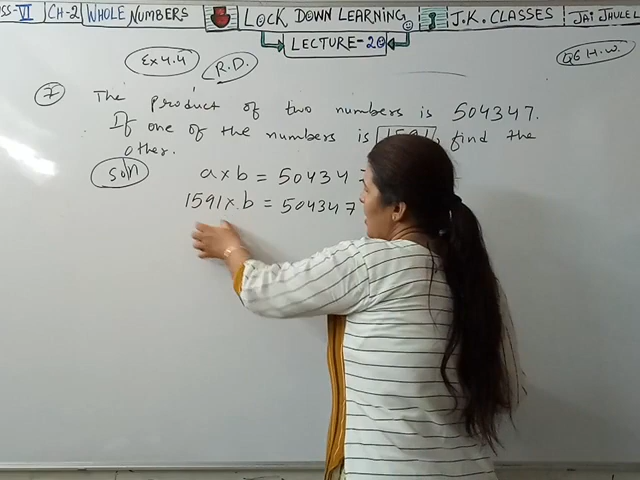 SS-VI CH-2 WHOLE NUMBERS LOCK DOWN LEARNING J.K. CLASSES JAI JHULEL
LECTURE-20
Ex 4.4 R.D. Q6 H.W.
7 The product of two numbers is 504347.
If one of the numbers is 1591, find the
other.
Soln a×b = 50434
1591×b = 504347